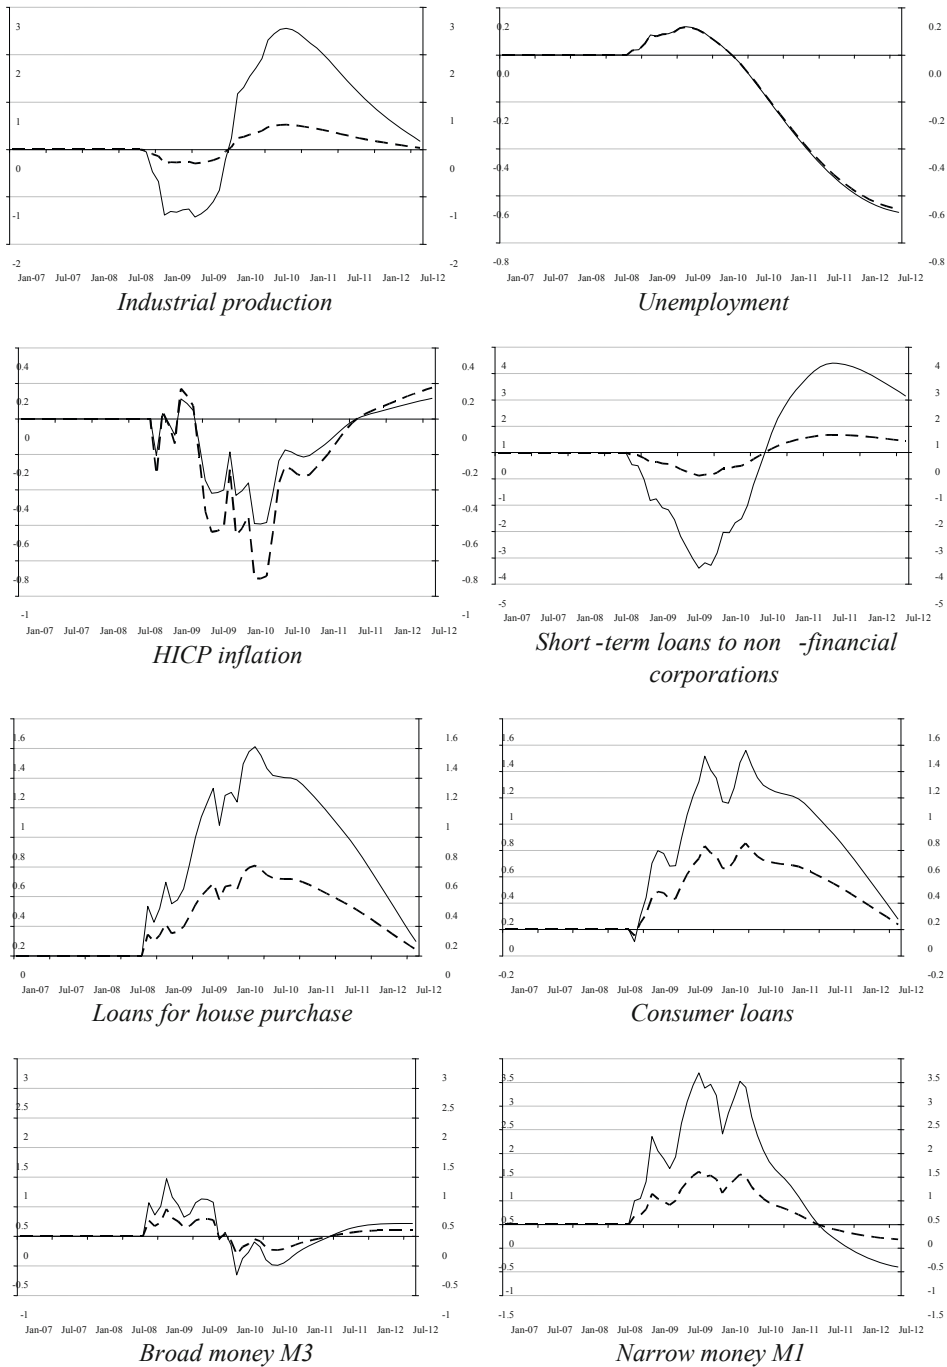 3 3 0.2 0.2
2 2 0.0 0.0
1 1 -0.2 -0.2
0 0 -0.4 -0.4
-1 -1 -0.6 -0.6
-2 -2 -0.8 -0.8
Jan-07 Jul-07 Jan-08 Jul-08 Jan-09 Jul-09 Jan-10 Jul-10 Jan-11 Jul-11 Jan-12 Jul-12
Jan-07 Jul-07 Jan-08 Jul-08 Jan-09 Jul-09 Jan-10 Jul-10 Jan-11 Jul-11 Jan-12 Jul-12
Industrial production
Unemployment
0.4 0.4 4 4
0.2 0.2 3 3
0 0 2 2
-0.2 -0.2 1 1
-0.4 -0.4 0 0
-0.6 -0.6 -1 -1
-0.8 -0.8 -2 -2
-1 -1 -3 -3
-4 -4
-5 -5
Jan-07 Jul-07 Jan-08 Jul-08 Jan-09 Jul-09 Jan-10 Jul-10 Jan-11 Jul-11 Jan-12 Jul-12
Jan-07 Jul-07 Jan-08 Jul-08 Jan-09 Jul-09 Jan-10 Jul-10 Jan-11 Jul-11 Jan-12 Jul-12
HICP inflation
Short -term loans to non -financial
corporations
1.6 1.6 1.6 1.6
1.4 1.4 1.4 1.4
1.2 1.2 1.2 1.2
1 1 1 1
0.8 0.8 0.8 0.8
0.6 0.6 0.6 0.6
0.4 0.4 0.4 0.4
0.2 0.2 0.2 0.2
0 0 0 0
-0.2 -0.2
Jan-07 Jul-07 Jan-08 Jul-08 Jan-09 Jul-09 Jan-10 Jul-10 Jan-11 Jul-11 Jan-12 Jul-12
Jan-07 Jul-07 Jan-08 Jul-08 Jan-09 Jul-09 Jan-10 Jul-10 Jan-11 Jul-11 Jan-12 Jul-12
Loans for house purchase
Consumer loans
3 3 3.5 3.5
2.5 2.5 3 3
2 2 2.5 2.5
1.5 1.5 2 2
1 1 1.5 1.5
0.5 0.5 1 1
0 0 0.5 0.5
-0.5 -0.5 0 0
-1 -1 -0.5 -0.5
-1 -1
-1.5 -1.5
Jan-07 Jul-07 Jan-08 Jul-08 Jan-09 Jul-09 Jan-10 Jul-10 Jan-11 Jul-11 Jan-12 Jul-12
Jan-07 Jul-07 Jan-08 Jul-08 Jan-09 Jul-09 Jan-10 Jul-10 Jan-11 Jul-11 Jan-12 Jul-12
Broad money M3
Narrow money M1